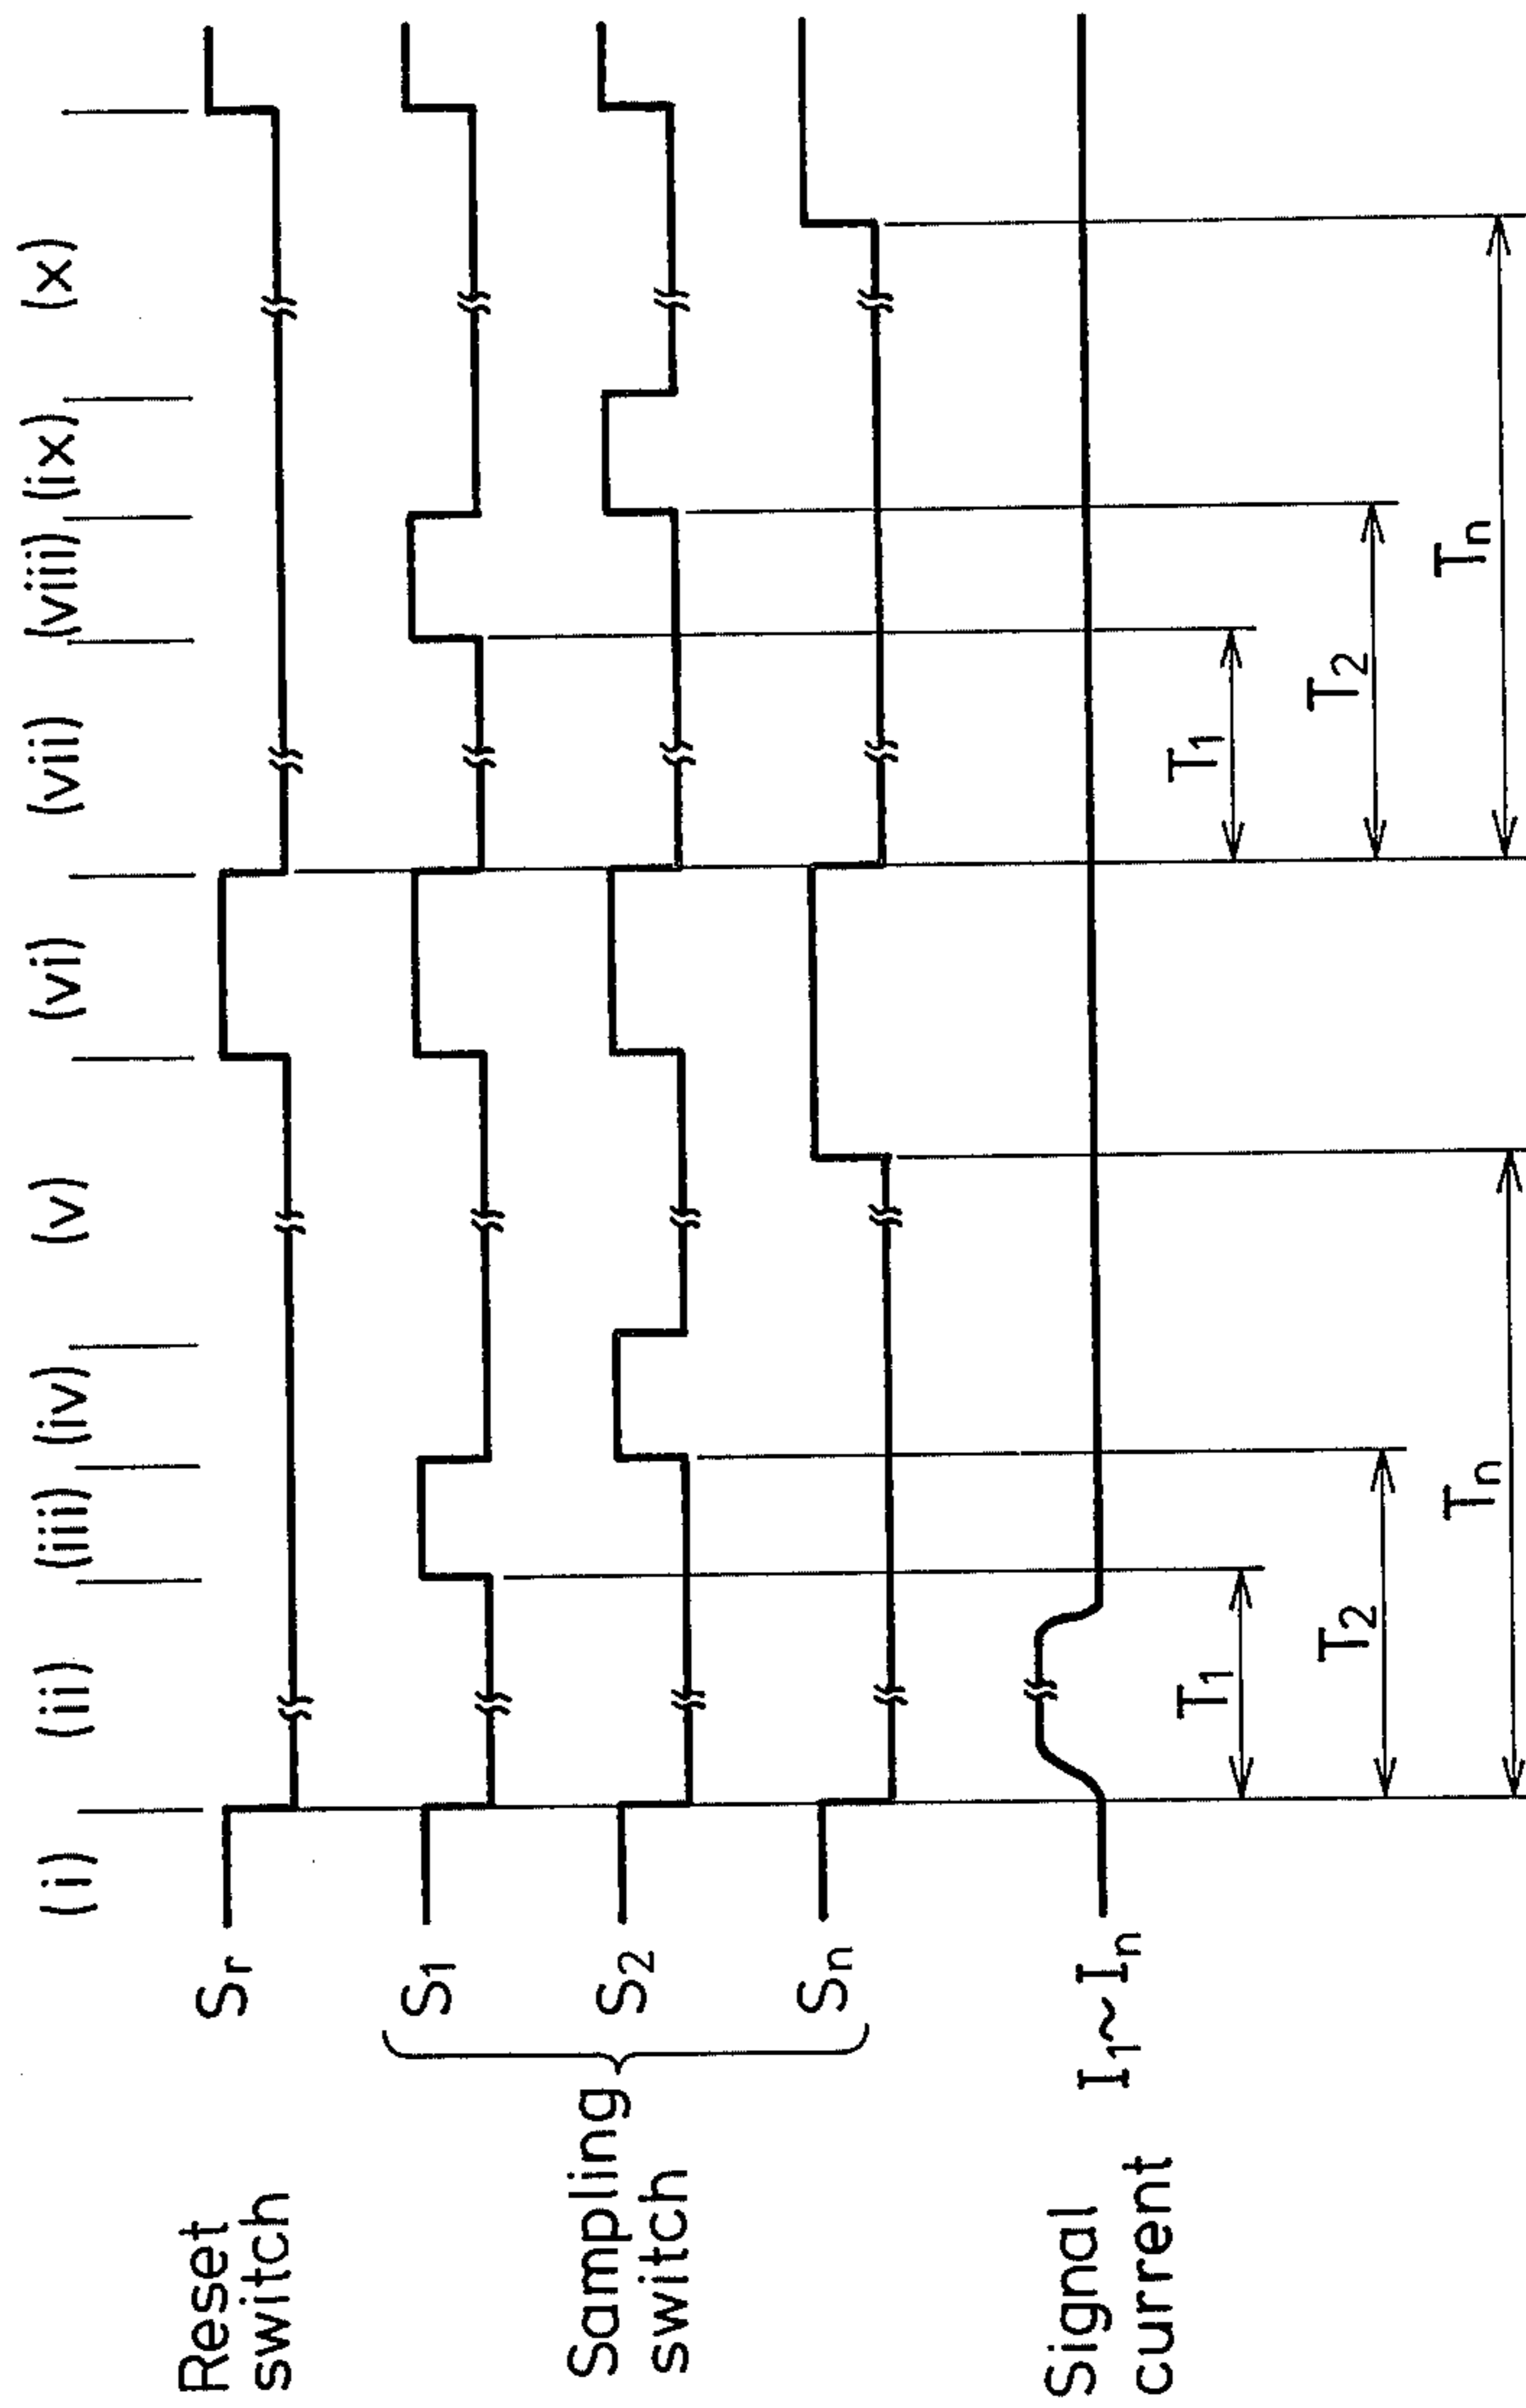 (i) (ii) (iii) (iv) (v) (vi) (vii) (viii) (ix) (x)
Reset
switch
Sr
Sampling
switch
S1
S2
Sn
Signal
current
I1~In
T1 T1
T2 T2
Tn Tn